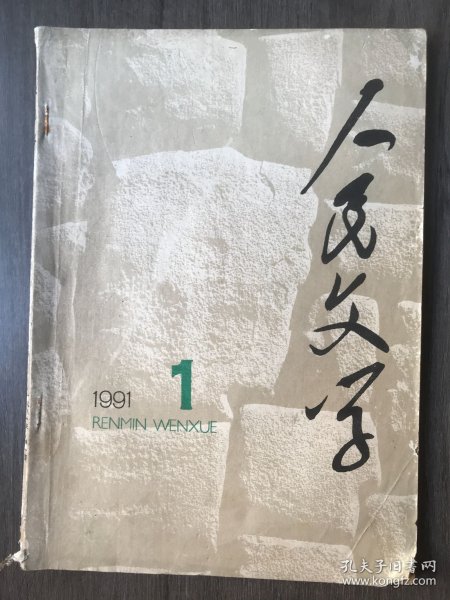 人民文学
1991 1
RENMIN WENXUE
孔夫子旧书网
www.kongfz.com